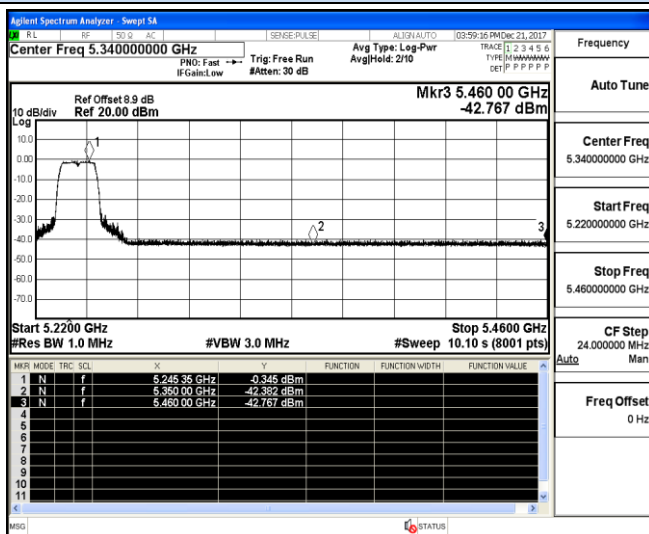 Agilent Spectrum Analyzer - Swept SA
RL RF 50 Ω AC SENSE:PULSE ALIGN AUTO 03:59:16 PM Dec 21, 2017
Center Freq 5.340000000 GHz
PNO: Fast
IFGain:Low
Trig: Free Run
#Atten: 30 dB
Avg Type: Log-Pwr
Avg|Hold: 2/10
TRACE 1 2 3 4 5 6
TYPE M
DET P P P P P P
Mkr3 5.460 00 GHz
-42.767 dBm
10 dB/div
Log
Ref Offset 8.9 dB
Ref 20.00 dBm
10.0
0.00
-10.0
-20.0
-30.0
-40.0
-50.0
-60.0
-70.0
1
2
3
Start 5.2200 GHz Stop 5.4600 GHz
#Res BW 1.0 MHz #VBW 3.0 MHz #Sweep 10.10 s (8001 pts)
MKR MODE TRC SCL X Y FUNCTION FUNCTION WIDTH FUNCTION VALUE
1 N f 5.245 35 GHz -0.345 dBm
2 N f 5.350 00 GHz -42.382 dBm
3 N f 5.460 00 GHz -42.767 dBm
4
5
6
7
8
9
10
11
MSG STATUS
Frequency
Auto Tune
Center Freq
5.340000000 GHz
Start Freq
5.220000000 GHz
Stop Freq
5.460000000 GHz
CF Step
24.000000 MHz
Auto Man
Freq Offset
0 Hz